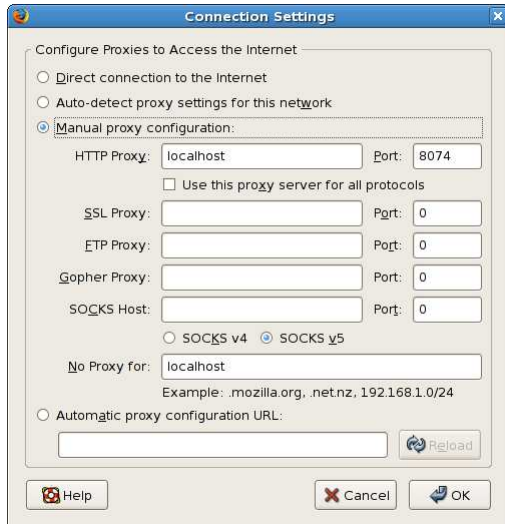 Connection Settings
Configure Proxies to Access the Internet
Direct connection to the Internet
Auto-detect proxy settings for this network
Manual proxy configuration:
HTTP Proxy: localhost Port: 8074
Use this proxy server for all protocols
SSL Proxy: Port: 0
FTP Proxy: Port: 0
Gopher Proxy: Port: 0
SOCKS Host: Port: 0
SOCKS v4 SOCKS v5
No Proxy for: localhost
Example: .mozilla.org, .net.nz, 192.168.1.0/24
Automatic proxy configuration URL:
Reload
Help Cancel OK